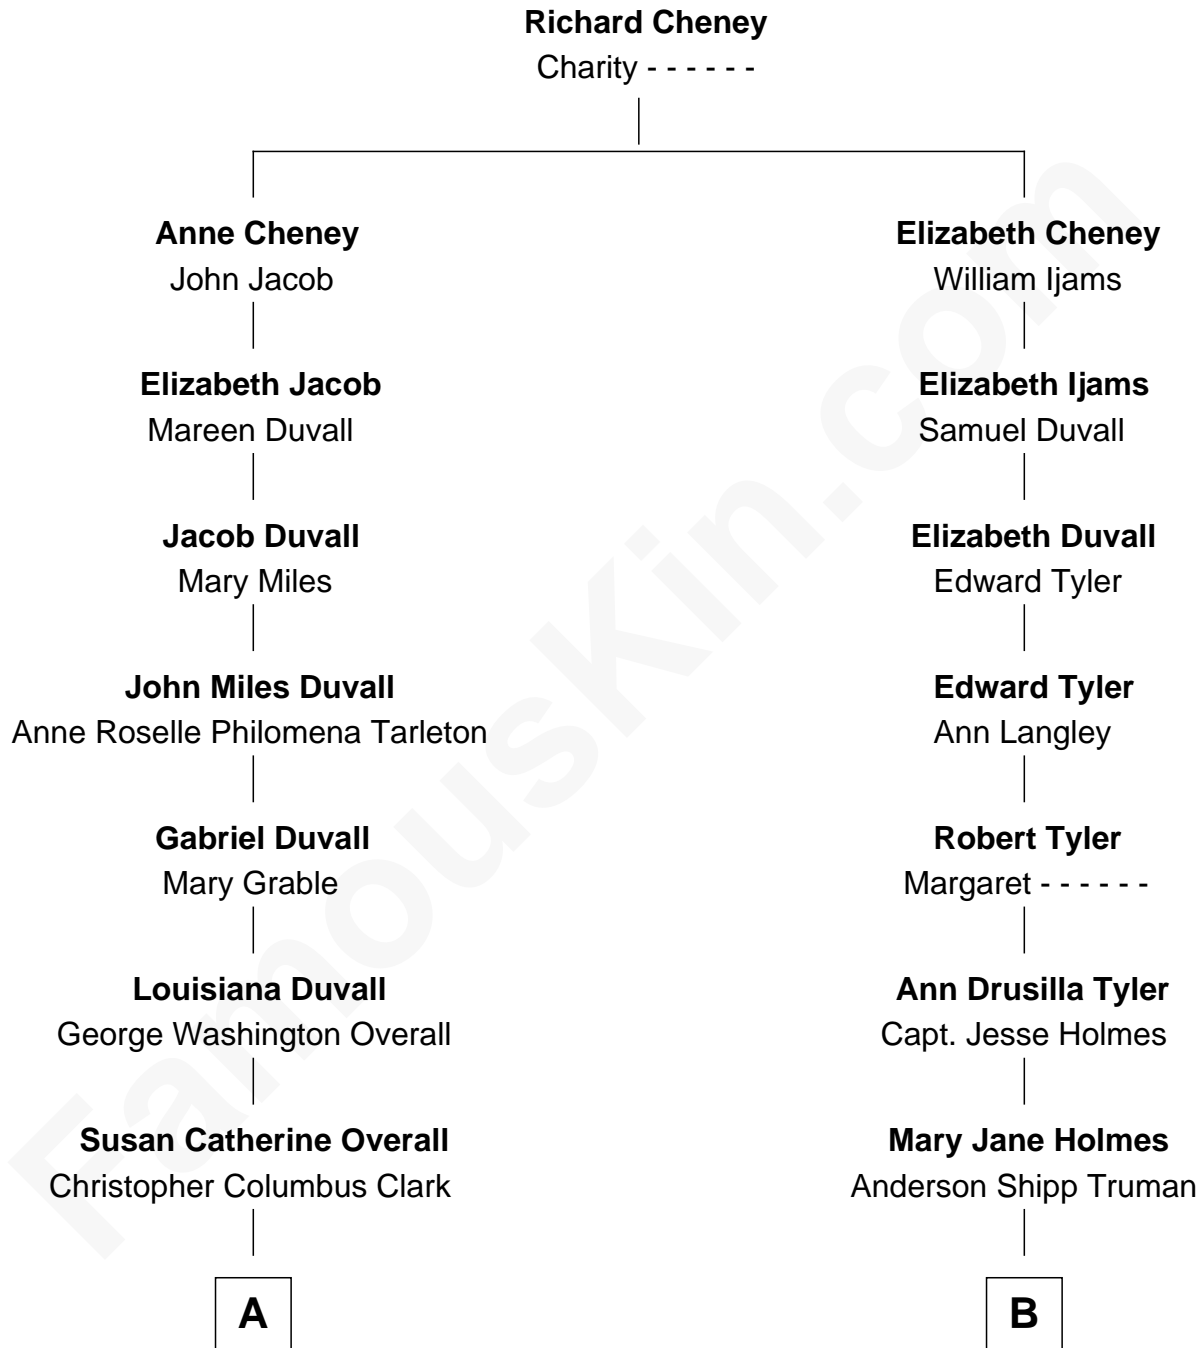 Richard Cheney
Charity - - - - - -
Anne Cheney
John Jacob
Elizabeth Jacob
Mareen Duvall
Jacob Duvall
Mary Miles
John Miles Duvall
Anne Roselle Philomena Tarleton
Gabriel Duvall
Mary Grable
Louisiana Duvall
George Washington Overall
Susan Catherine Overall
Christopher Columbus Clark
A
Elizabeth Cheney
William Ijams
Elizabeth Ijams
Samuel Duvall
Elizabeth Duvall
Edward Tyler
Edward Tyler
Ann Langley
Robert Tyler
Margaret - - - - - -
Ann Drusilla Tyler
Capt. Jesse Holmes
Mary Jane Holmes
Anderson Shipp Truman
B
FamousKin.com